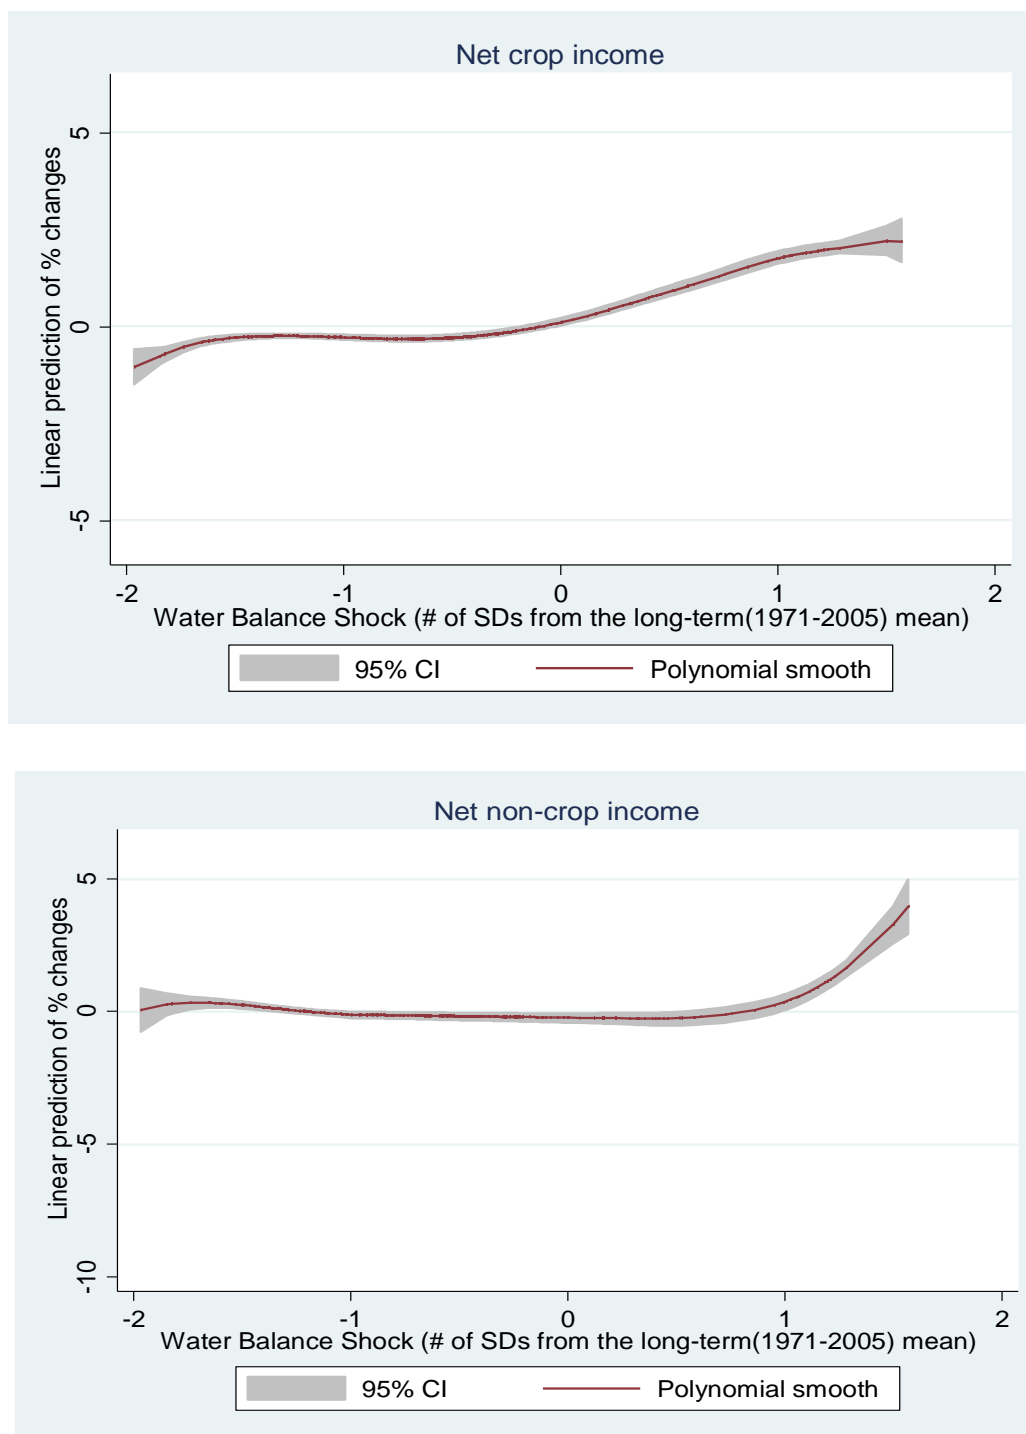 Net crop income
Linear prediction of % changes
5
0
-5
-2 -1 0 1 2
Water Balance Shock (# of SDs from the long-term(1971-2005) mean)
95% CI Polynomial smooth
Net non-crop income
Linear prediction of % changes
5
0
-5
-10
-2 -1 0 1 2
Water Balance Shock (# of SDs from the long-term(1971-2005) mean)
95% CI Polynomial smooth